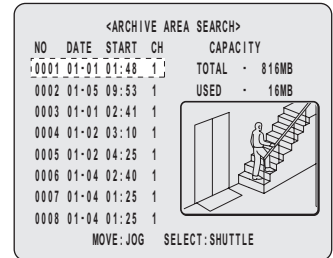 <ARCHIVE AREA SEARCH>
NO DATE START CH CAPACITY
0001 01-01 01:48 1 TOTAL - 816MB
0002 01-05 09:53 1 USED - 16MB
0003 01-01 02:41 1
0004 01-02 03:10 1
0005 01-02 04:25 1
0006 01-04 02:40 1
0007 01-04 01:25 1
0008 01-04 01:25 1
MOVE:JOG SELECT:SHUTTLE